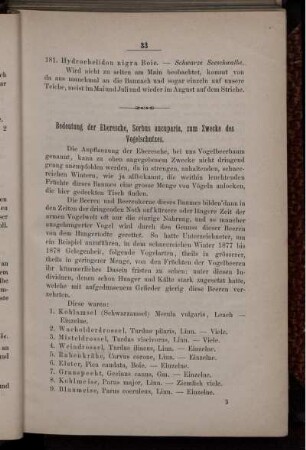 33
181. Hydrochelidon nigra Bois. — Schwarze Seeschwalbe.
Wird nicht zu selten am Main beobachtet, kommt von
da aus manchmal an die Baunach und sogar einzeln auf unsere
Teiche, meist im Mai und Juli und wieder im August auf dem Striche.
Bedeutung der Eberesche, Sorbus aucuparia, zum Zwecke des
Vogelschutzes.
Die Anpflanzung der Eberesche, bei uns Vogelbeerbaum
genannt, kann zu oben angegebenem Zwecke nicht dringend
genug anempfohlen werden, da in strengen, anhaltenden, schnee-
reichen Wintern, wie ja allbekannt, die weithin leuchtenden
Früchte dieses Baumes eine grosse Menge von Vögeln anlocken,
die hier gedeckten Tisch finden.
Die Beeren und Beerenkerne dieses Baumes bilden
in den Zeiten der dringenden Noth auf kürzere oder längere Zeit der
armen Vogelwelt oft nur die einzige Nahrung, und so mancher
ausgehungerter Vogel wird durch den Genuss dieser Beeren
von dem Hungertode gerettet. So hatte Unterzeichneter, um
ein Beispiel anzuführen, in dem schneereichen Winter 1877 bis
1878 Gelegenheit, folgende Vogelarten, theils in grösserer,
theils in geringerer Menge, von den Früchten der Vogelbeeren
ihr kümmerliches Dasein fristen zu sehen; unter diesen Indi-
viduen, denen schon Hunger und Kälte stark zugesetzt hatte,
welche mit aufgedunsenem Gefieder gierig diese Beeren ver-
zehrten.
Diese waren:
1. Kohlamsel (Schwarzamsel) Merula vulgaris, Leach —
Einzelne.
2. Wachholderdrossel, Turdus pilaris, Linn. — Viele.
3. Misteldrossel, Turdus viscivorus, Linn. — Viele.
4. Weindrossel, Turdus iliacus, Linn. — Einzelne.
5. Rabenkrähe, Corvus corone, Linn. — Einzelne.
6. Elster, Pica caudata, Boie. — Einzelne.
7. Grauspecht, Gecinus canus, Gm. — Einzelne.
8. Kohlmeise, Parus major, Linn. — Ziemlich viele.
9. Blaumeise, Parus coeruleus, Linn. — Einzelne.
3